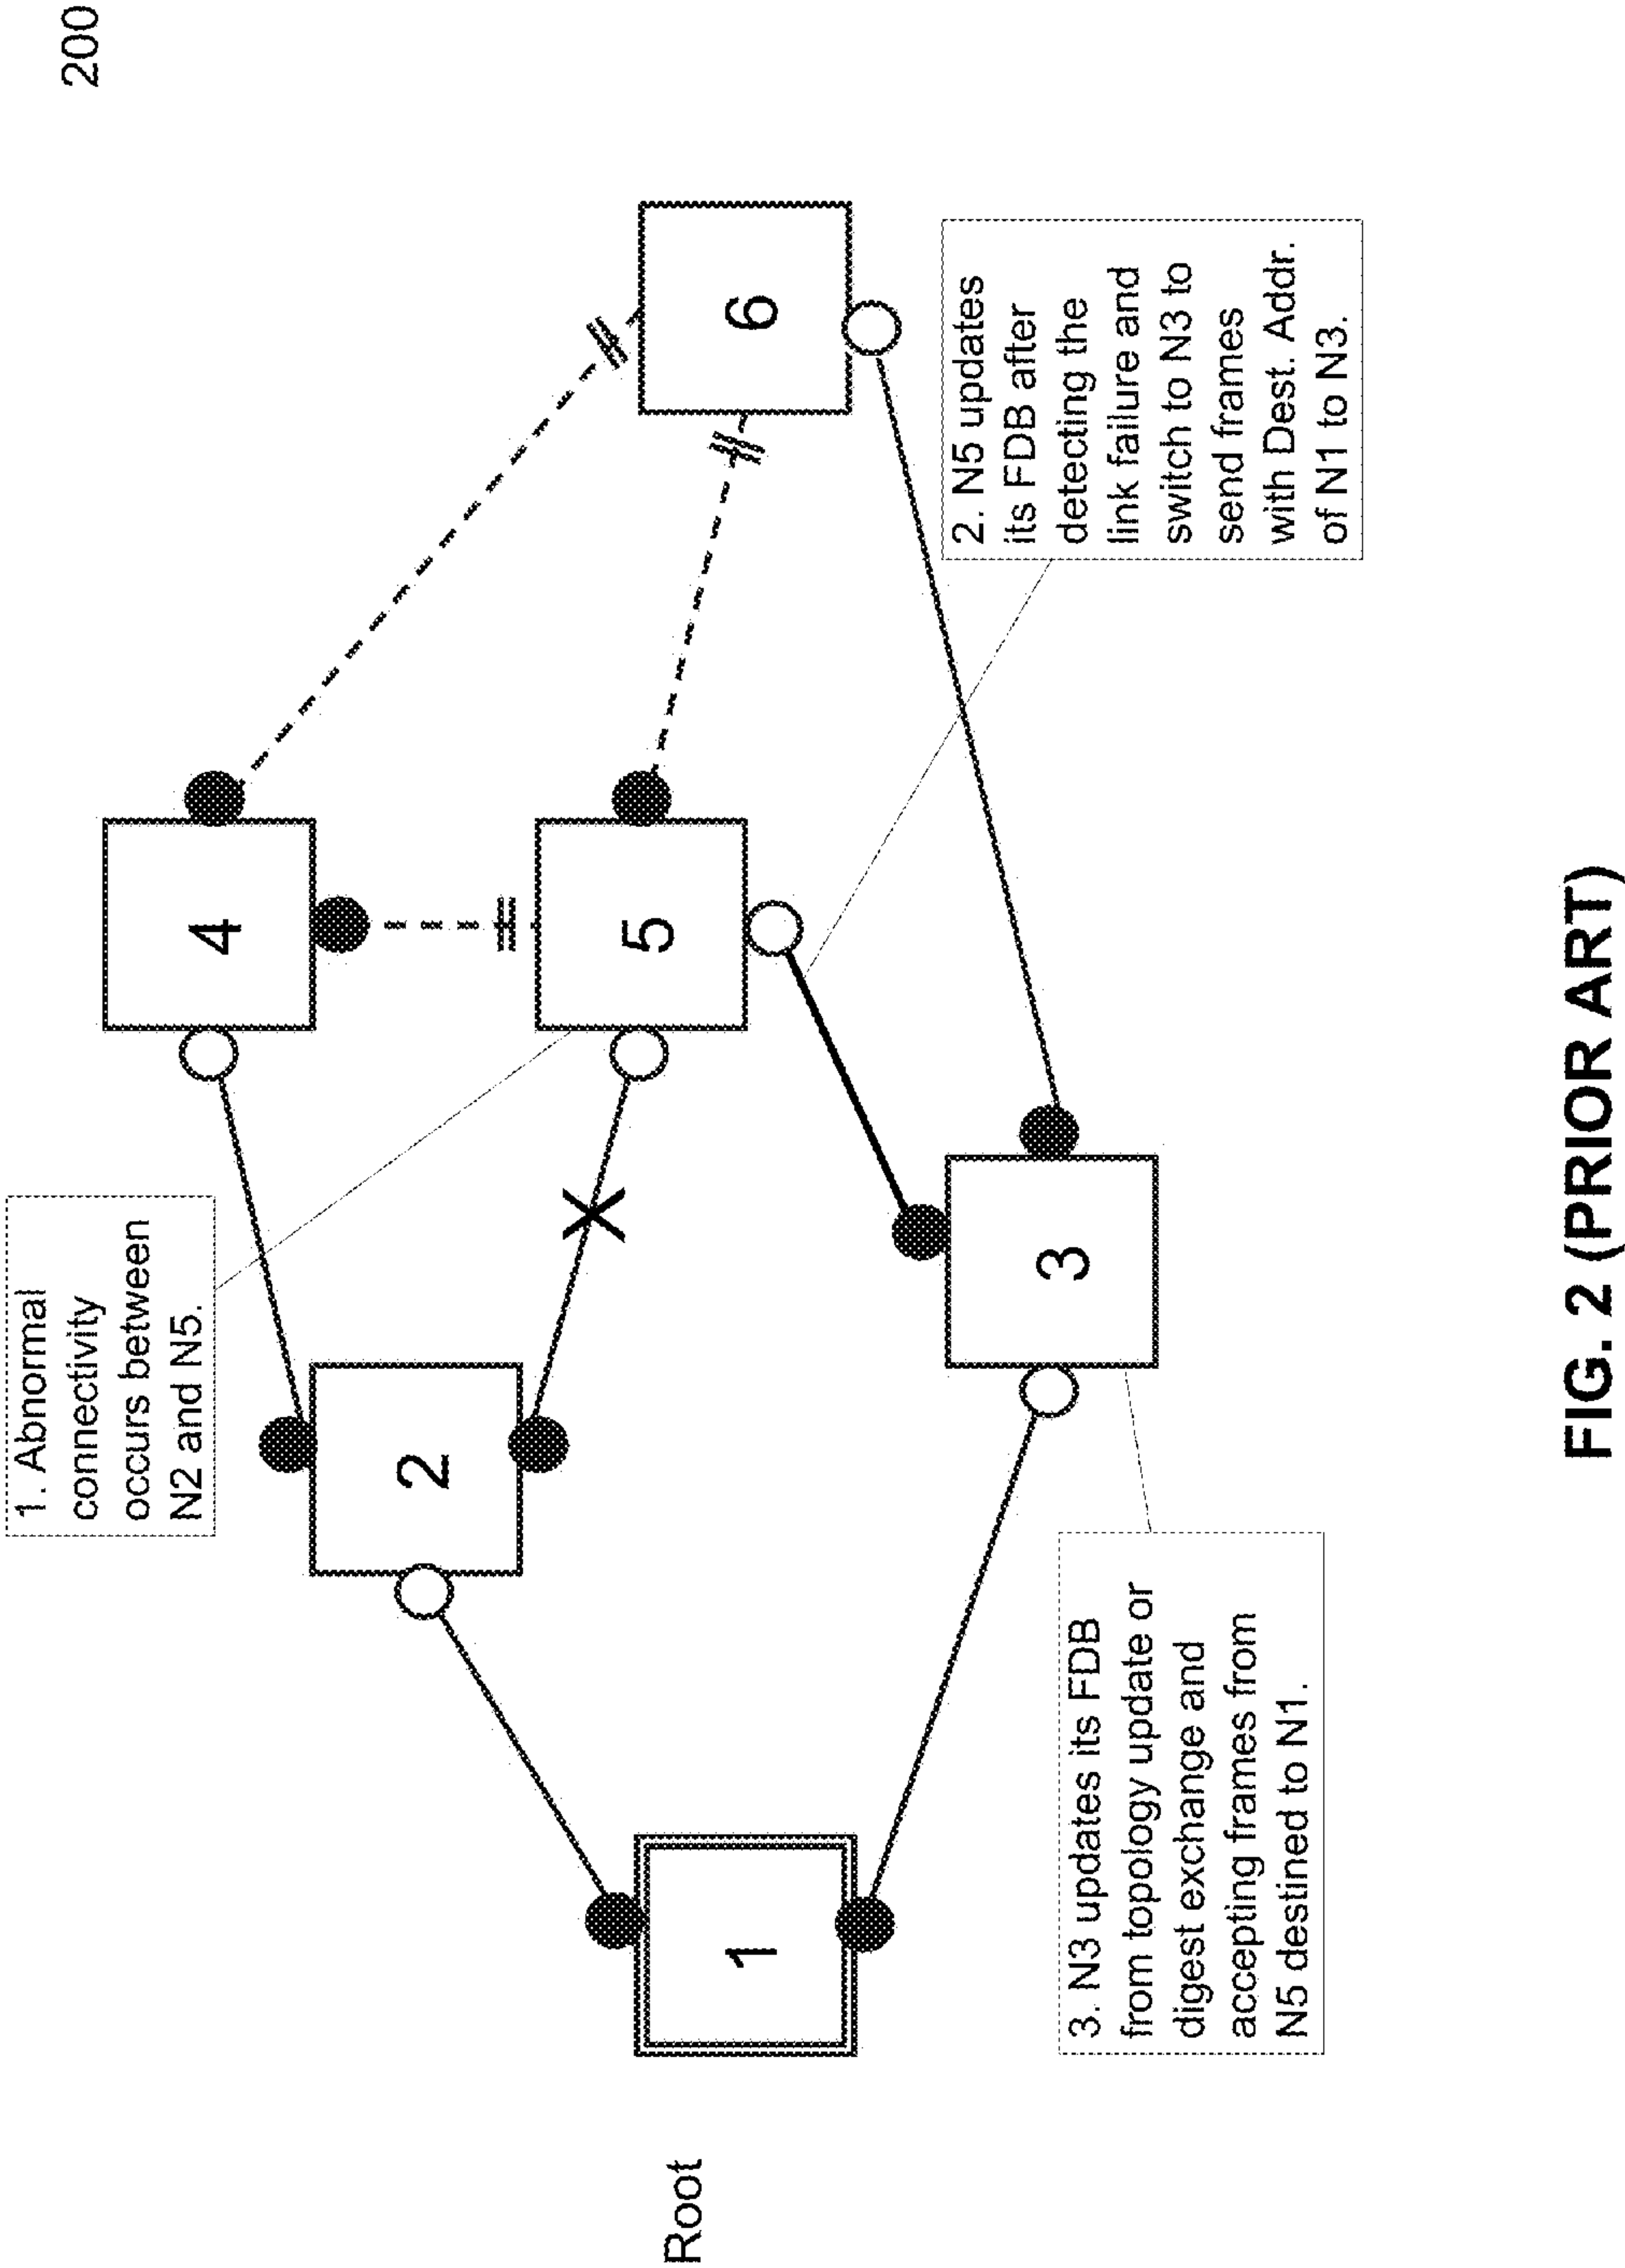 200
1. Abnormal
connectivity
occurs between
N2 and N5.
4
2
5
6
1
3
X
Root
2. N5 updates
its FDB after
detecting the
link failure and
switch to N3 to
send frames
with Dest. Addr.
of N1 to N3.
3. N3 updates its FDB
from topology update or
digest exchange and
accepting frames from
N5 destined to N1.
FIG. 2 (PRIOR ART)